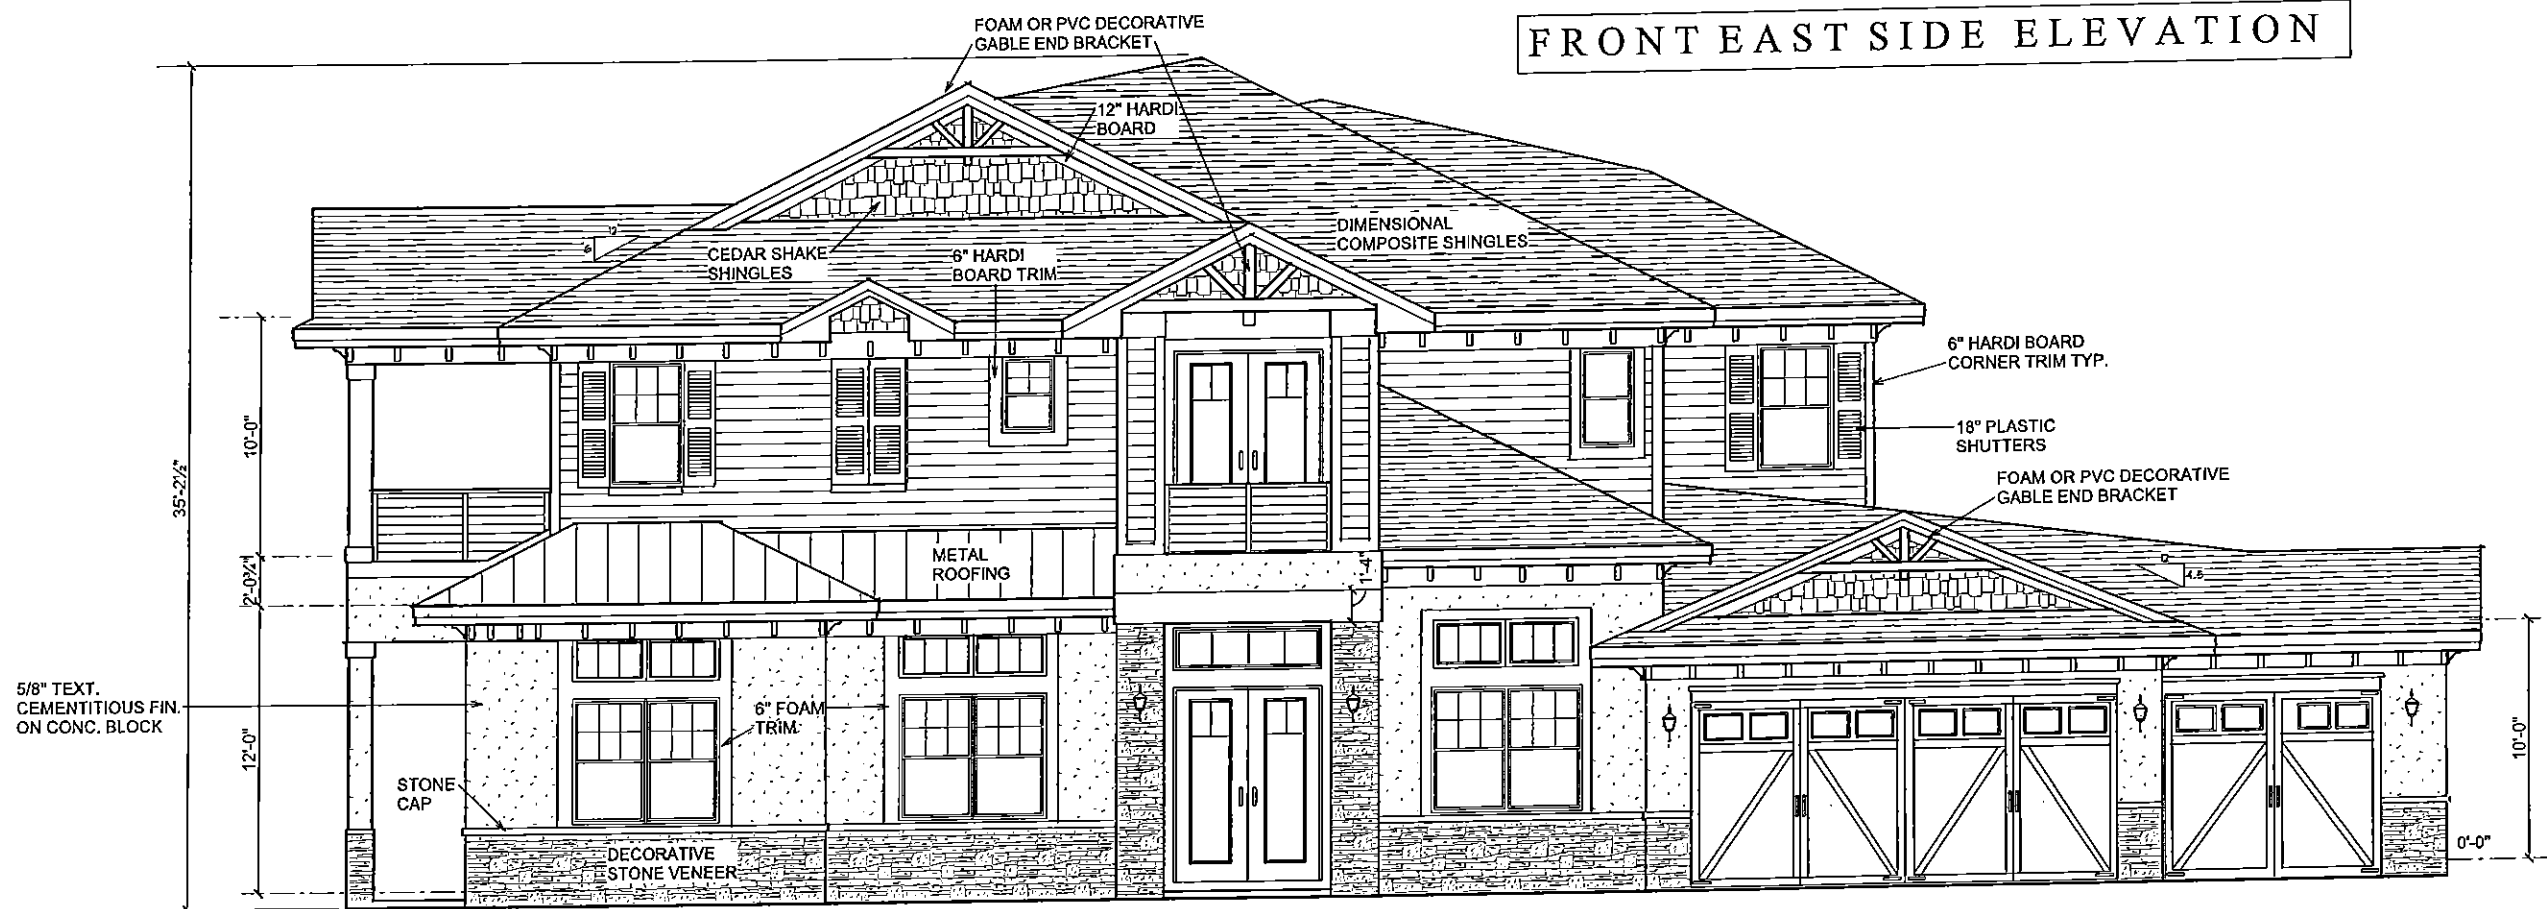 FRONT EAST SIDE ELEVATION
FOAM OR PVC DECORATIVE
GABLE END BRACKET
12" HARDI
BOARD
DIMENSIONAL
COMPOSITE SHINGLES
12
6
CEDAR SHAKE
SHINGLES
6" HARDI
BOARD TRIM
6" HARDI BOARD
CORNER TRIM TYP.
18" PLASTIC
SHUTTERS
FOAM OR PVC DECORATIVE
GABLE END BRACKET
10'-0"
35'-2½"
METAL
ROOFING
1'-4"
12
4.5
2'-0¾"
5/8" TEXT.
CEMENTITIOUS FIN.
ON CONC. BLOCK
6" FOAM
TRIM
12'-0"
10'-0"
STONE
CAP
DECORATIVE
STONE VENEER
0'-0"